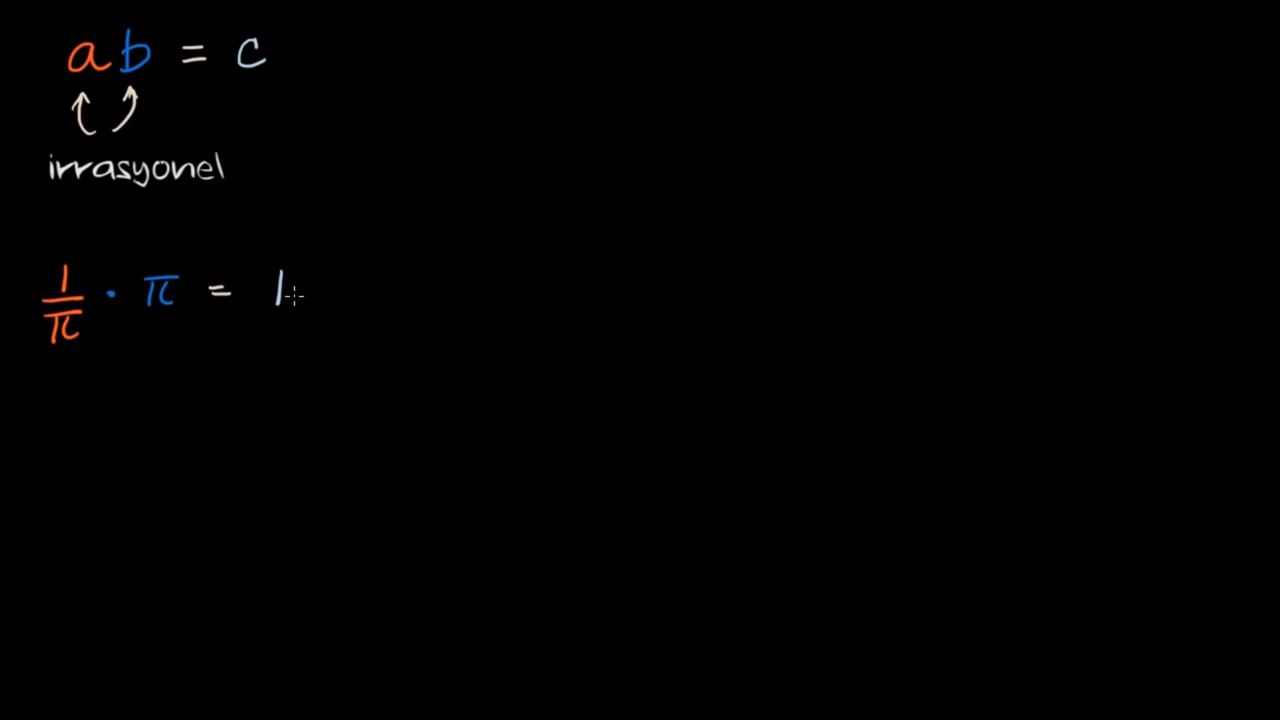 ab = c
irrasyonel
1/π · π = 1